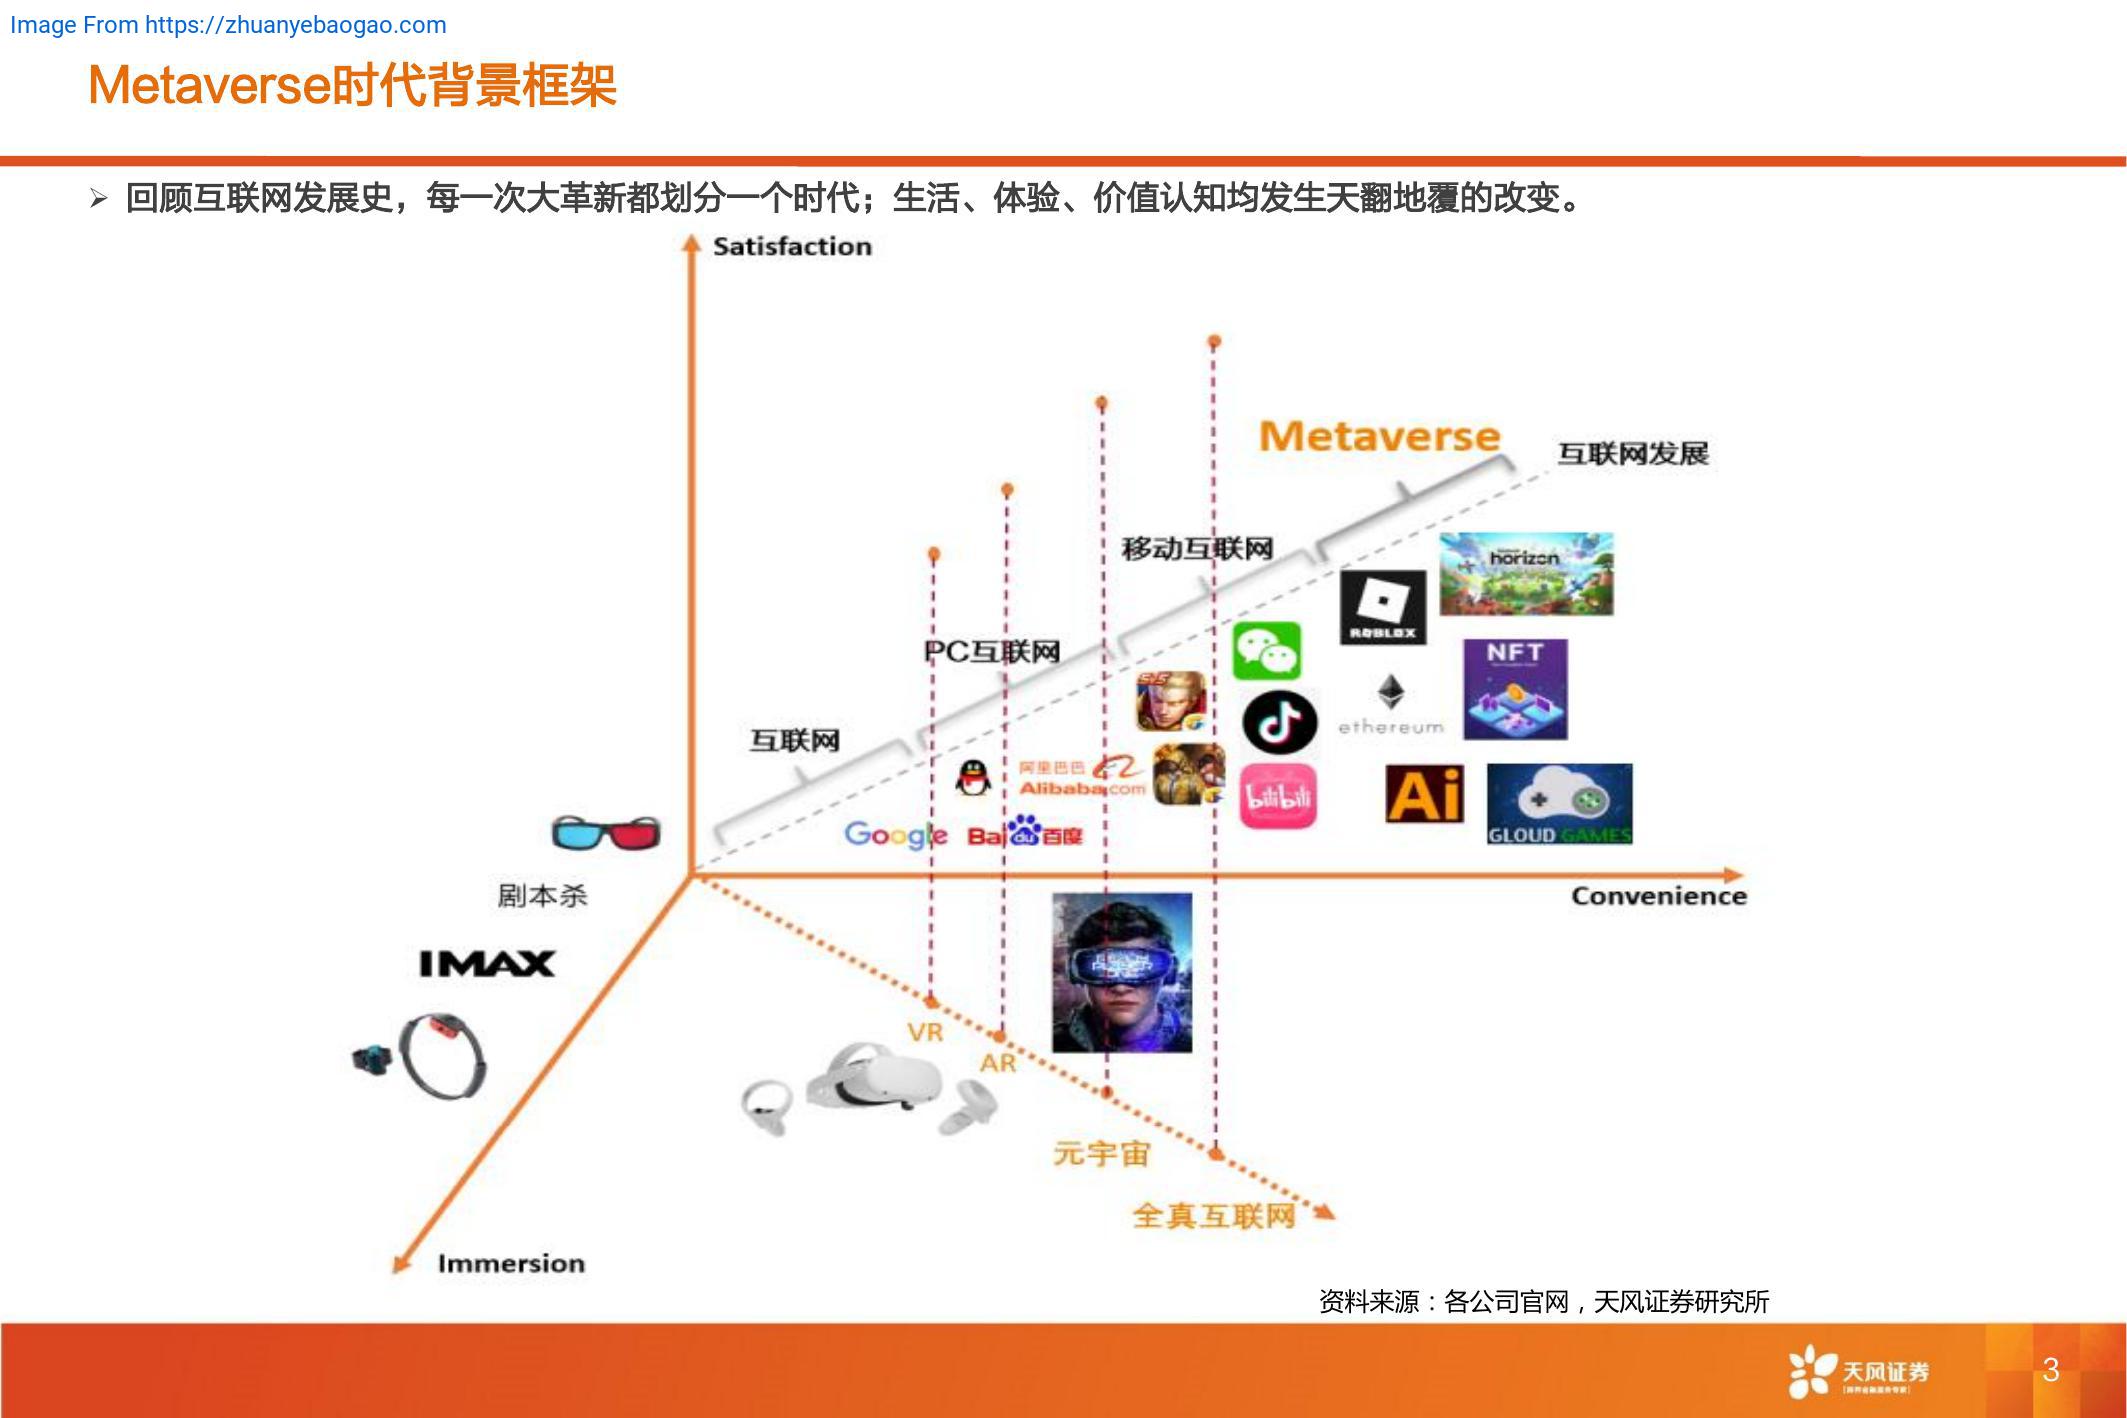 Image From https://zhuanyebaogao.com
Metaverse时代背景框架
➢ 回顾互联网发展史，每一次大革新都划分一个时代；生活、体验、价值认知均发生天翻地覆的改变。
Satisfaction
Metaverse
互联网发展
移动互联网
horizon
ROBLOX
PC互联网
NFT
5v5
ethereum
互联网
阿里巴巴
Alibaba.com
bilibili
Ai
GLOUD GAMES
Google
Bai du 百度
剧本杀
Convenience
IMAX
READY PLAYER ONE
VR
AR
元宇宙
全真互联网
Immersion
资料来源：各公司官网，天风证券研究所
天风证券
3